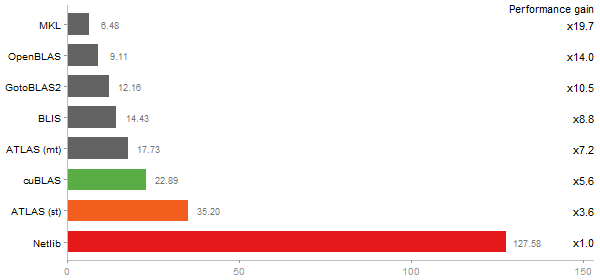 Performance gain
MKL 6.48 x19.7
OpenBLAS 9.11 x14.0
GotoBLAS2 12.16 x10.5
BLIS 14.43 x8.8
ATLAS (mt) 17.73 x7.2
cuBLAS 22.89 x5.6
ATLAS (st) 35.20 x3.6
Netlib 127.58 x1.0
0 50 100 150